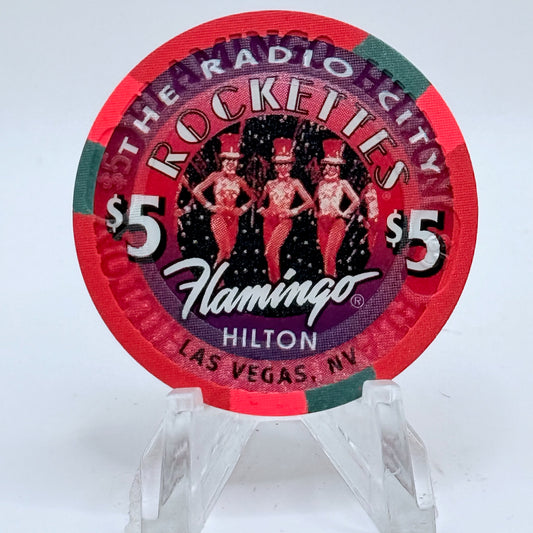 THE RADIO CITY
ROCKETTES
$5 $5
Flamingo®
HILTON
LAS VEGAS, NV